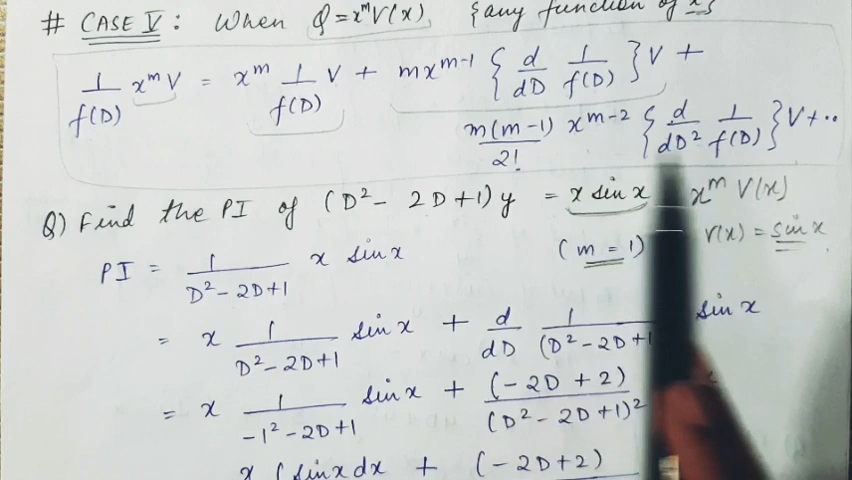 # CASE V : When Q = x^m V(x), {any function of x}
1/f(D) x^m V = x^m 1/f(D) V + m x^(m-1) { d/dD 1/f(D) } V +
m(m-1)/2! x^(m-2) { d/dD² 1/f(D) } V + ..
Q) Find the PI of (D² - 2D + 1) y = x sin x x^m V(x)
(m = 1) V(x) = sin x
PI = 1/(D² - 2D + 1) x sin x
= x 1/(D² - 2D + 1) sin x + d/dD 1/(D² - 2D + 1 sin x
= x 1/(-1² - 2D + 1) sin x + (-2D + 2)/(D² - 2D + 1)²
x ∫ sin x dx + (-2D + 2)